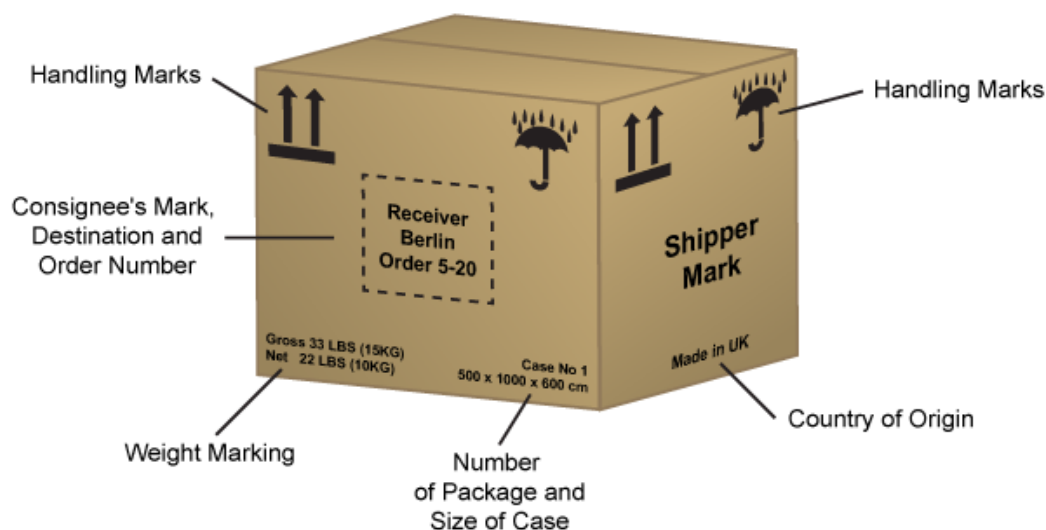 Handling Marks
Handling Marks
Consignee's Mark,
Destination and
Order Number
Receiver
Berlin
Order 5-20
Shipper
Mark
Gross 33 LBS (15KG)
Net 22 LBS (10KG)
Case No 1
500 x 1000 x 600 cm
Made in UK
Weight Marking
Number
of Package and
Size of Case
Country of Origin